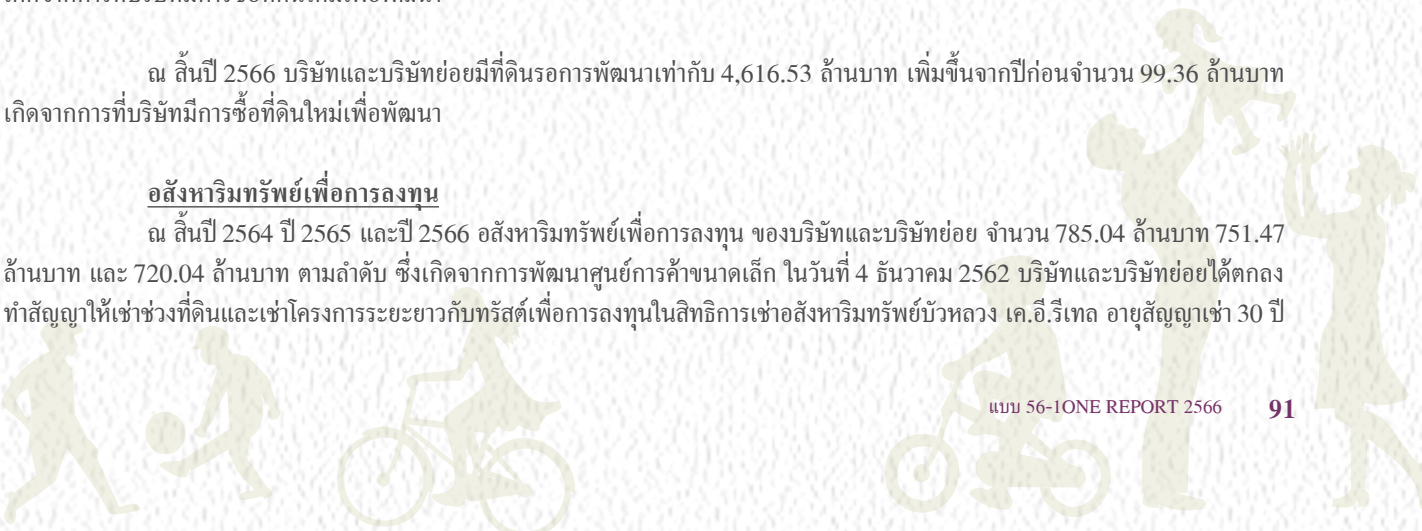 ณ สิ้นปี 2566 บริษัทและบริษัทย่อยมีที่ดินรอการพัฒนาเท่ากับ 4,616.53 ล้านบาท เพิ่มขึ้นจากปีก่อนจำนวน 99.36 ล้านบาท
เกิดจากการที่บริษัทมีการซื้อที่ดินใหม่เพื่อพัฒนา
อสังหาริมทรัพย์เพื่อการลงทุน
ณ สิ้นปี 2564 ปี 2565 และปี 2566 อสังหาริมทรัพย์เพื่อการลงทุน ของบริษัทและบริษัทย่อย จำนวน 785.04 ล้านบาท 751.47
ล้านบาท และ 720.04 ล้านบาท ตามลำดับ ซึ่งเกิดจากการพัฒนาศูนย์การค้าขนาดเล็ก ในวันที่ 4 ธันวาคม 2562 บริษัทและบริษัทย่อยได้ตกลง
ทำสัญญาให้เช่าช่วงที่ดินและเช่าโครงการระยะยาวกับทรัสต์เพื่อการลงทุนในสิทธิการเช่าอสังหาริมทรัพย์บัวหลวง เค.อี.รีเทล อายุสัญญาเช่า 30 ปี
แบบ 56-1ONE REPORT 2566 91